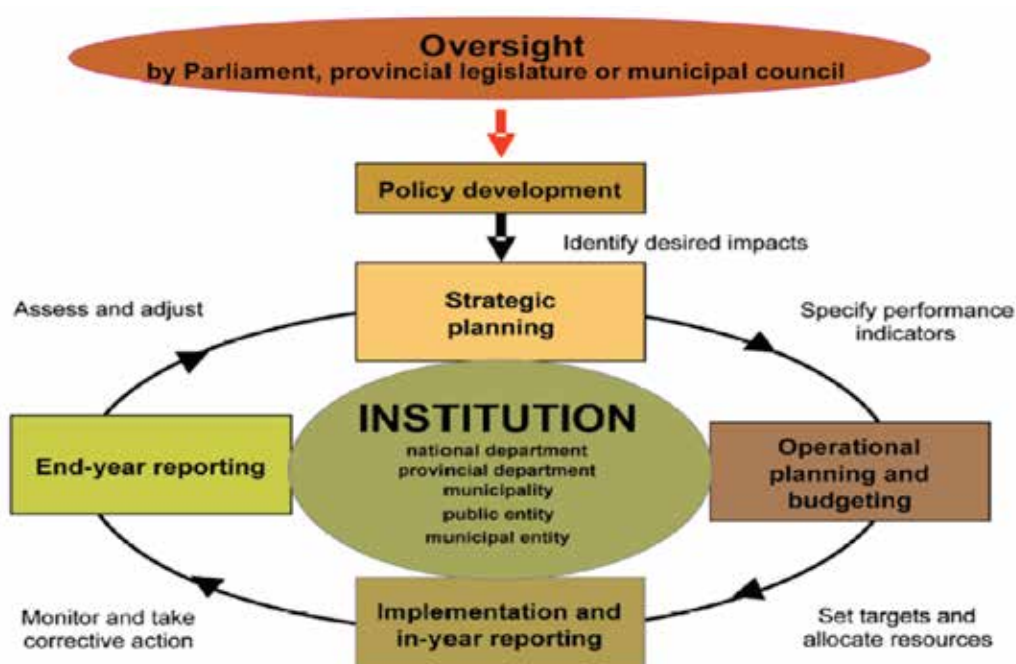 Oversight
by Parliament, provincial legislature or municipal council
Policy development
Identify desired impacts
Strategic
planning
Assess and adjust
Specify performance
indicators
INSTITUTION
national department
provincial department
municipality
public entity
municipal entity
End-year reporting
Operational
planning and
budgeting
Implementation and
in-year reporting
Monitor and take
corrective action
Set targets and
allocate resources